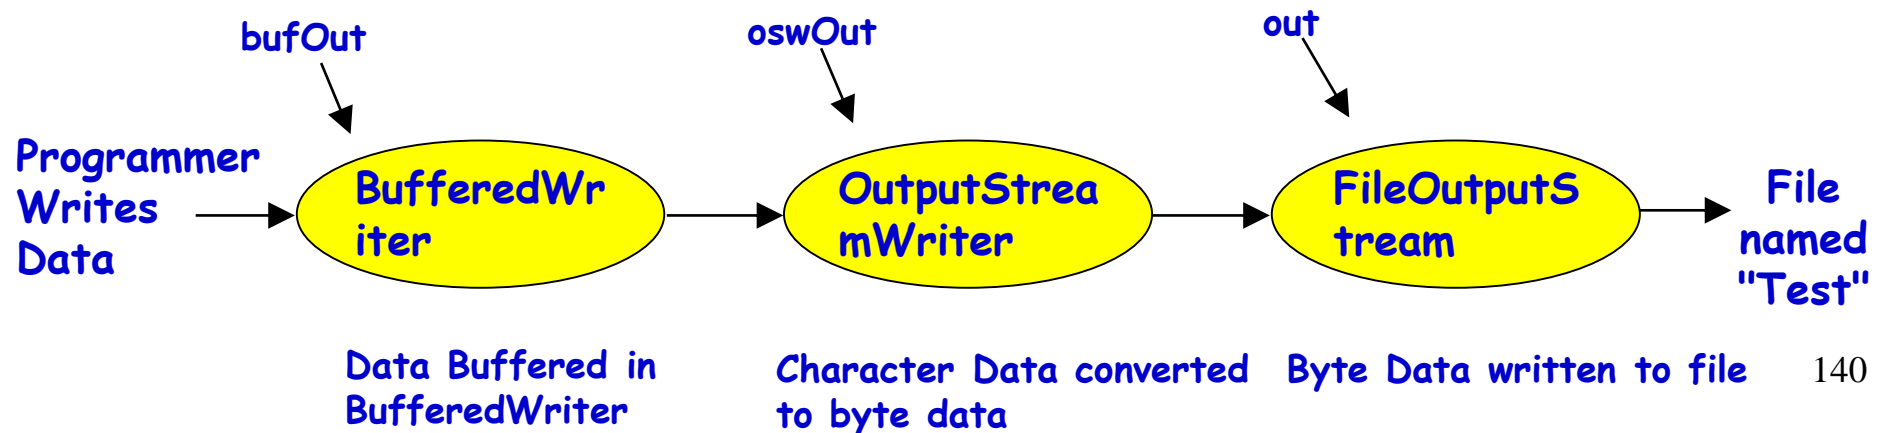 bufOut
oswOut
out
Programmer
Writes
Data
BufferedWr
iter
OutputStrea
mWriter
FileOutputS
tream
File
named
"Test"
Data Buffered in
BufferedWriter
Character Data converted
to byte data
Byte Data written to file
140